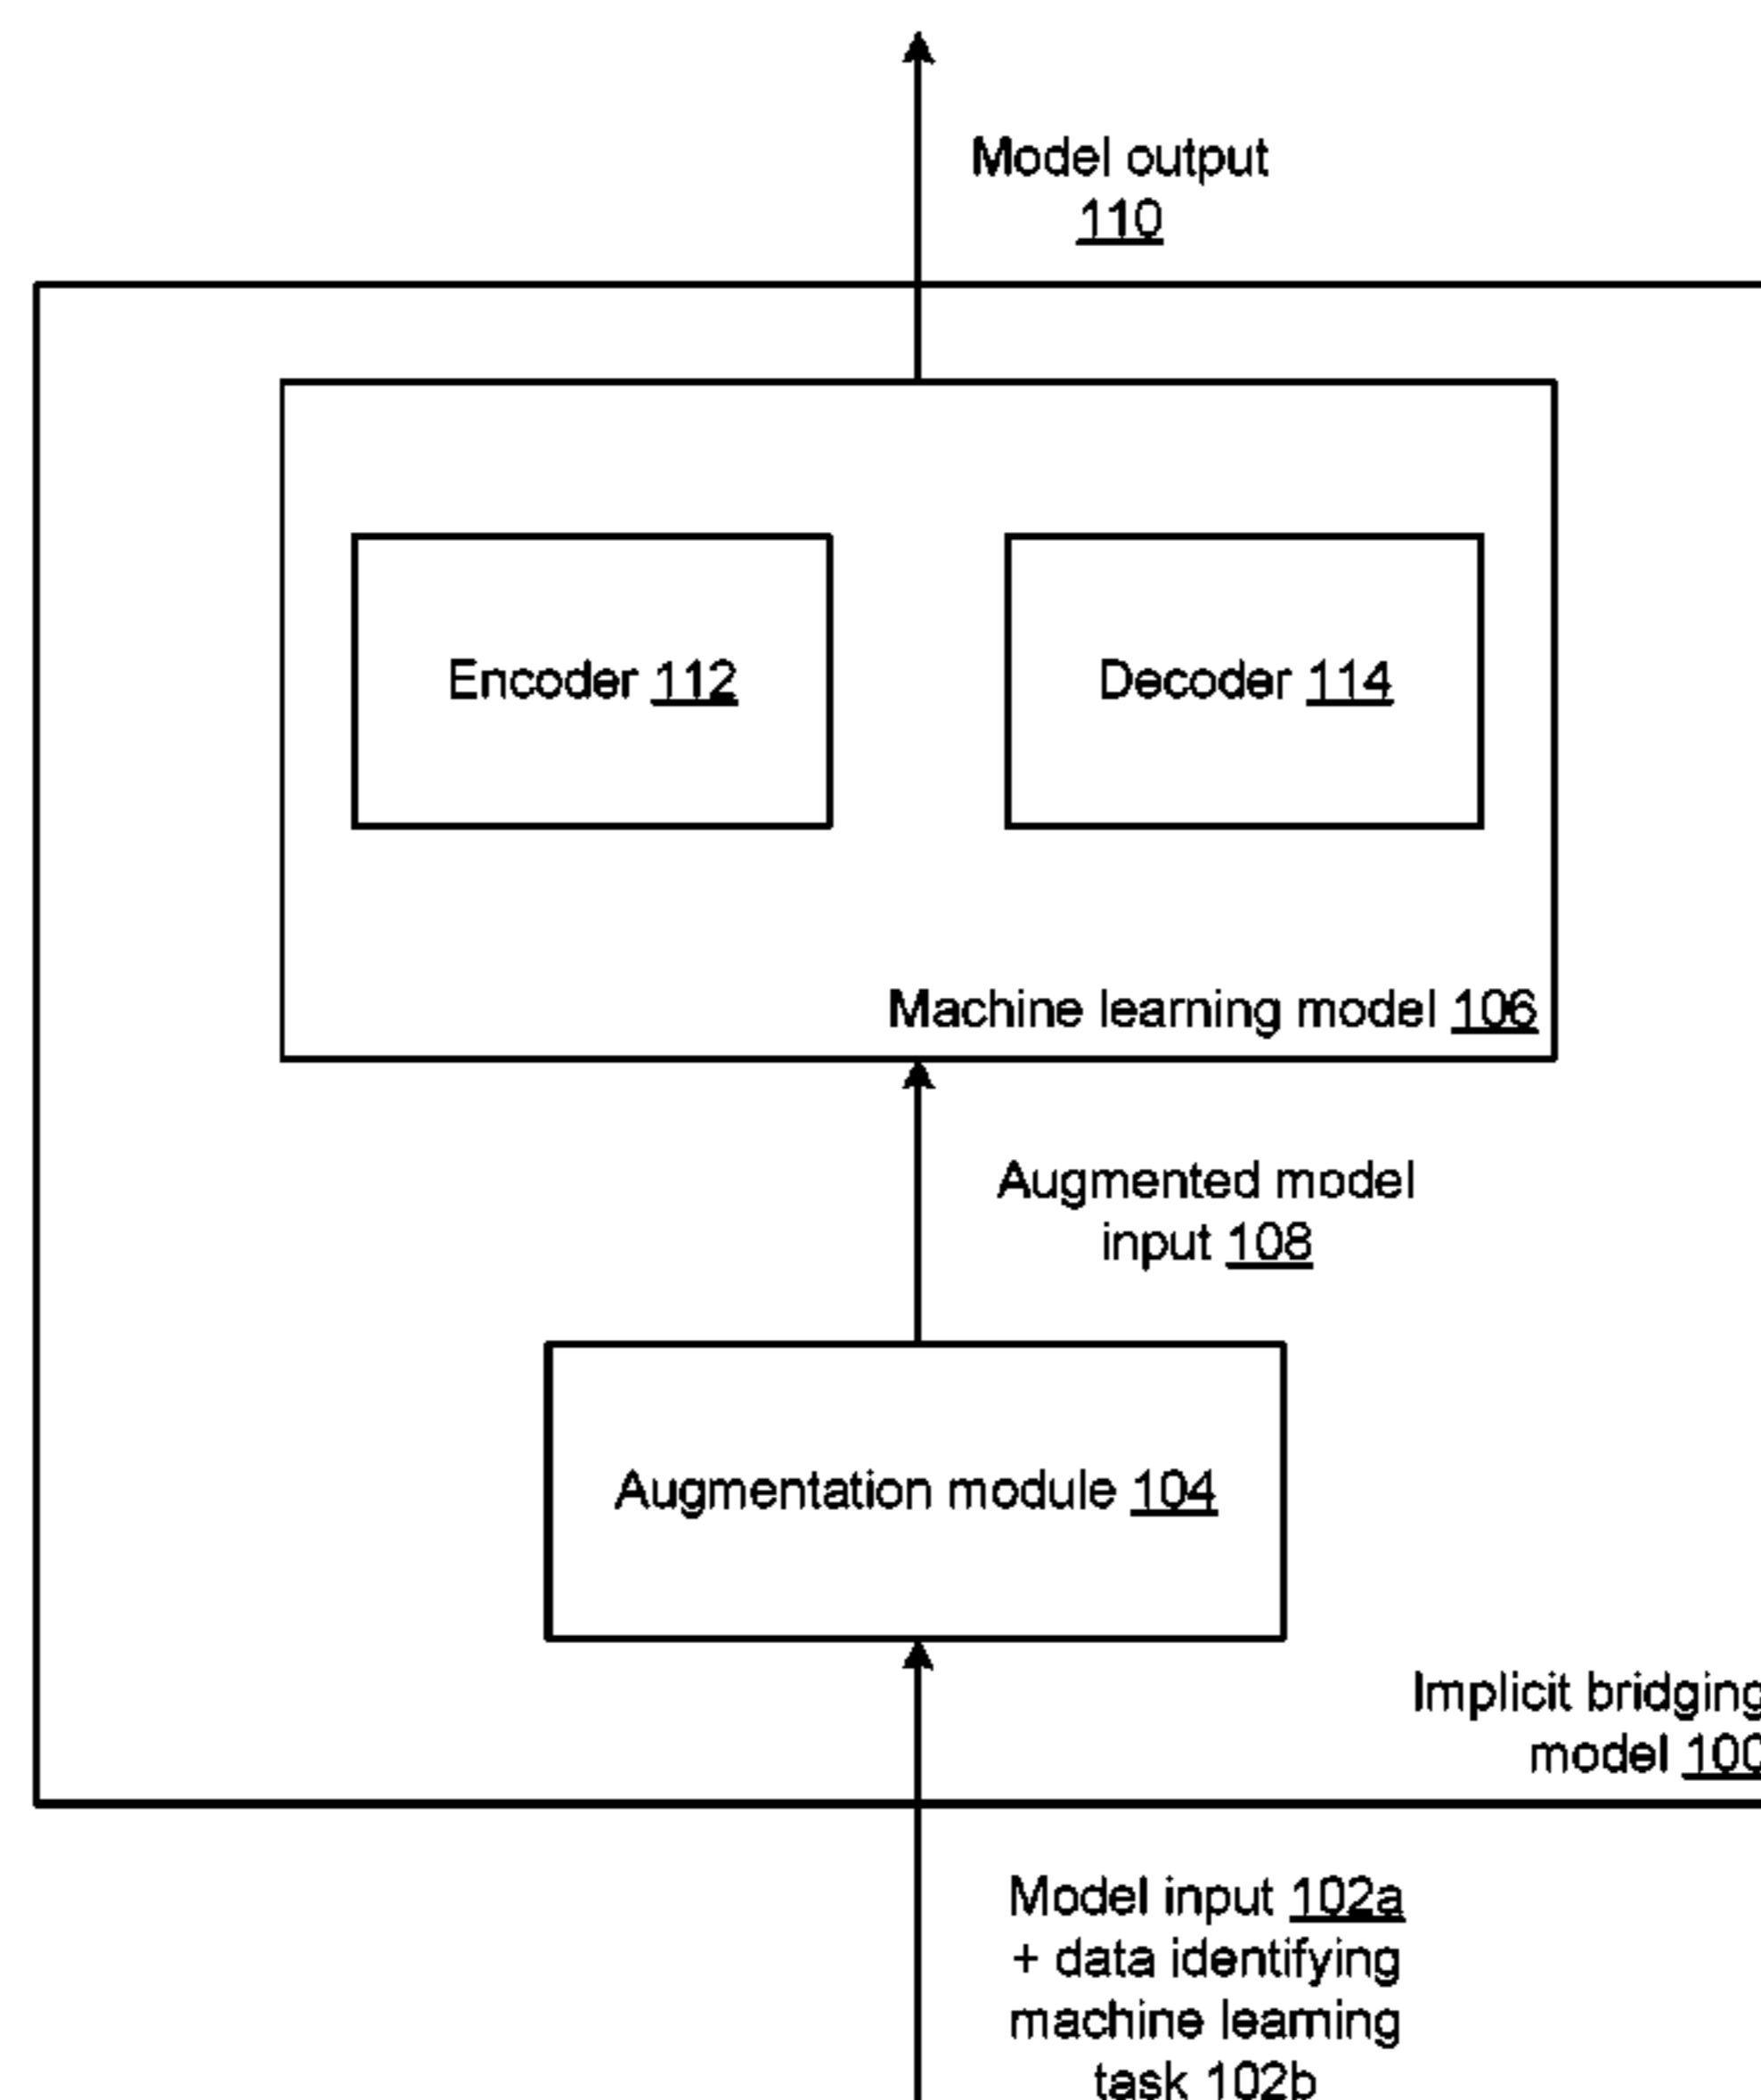 Model output
110
Encoder 112
Decoder 114
Machine learning model 106
Augmented model
input 108
Augmentation module 104
Implicit bridging
model 100
Model input 102a
+ data identifying
machine learning
task 102b